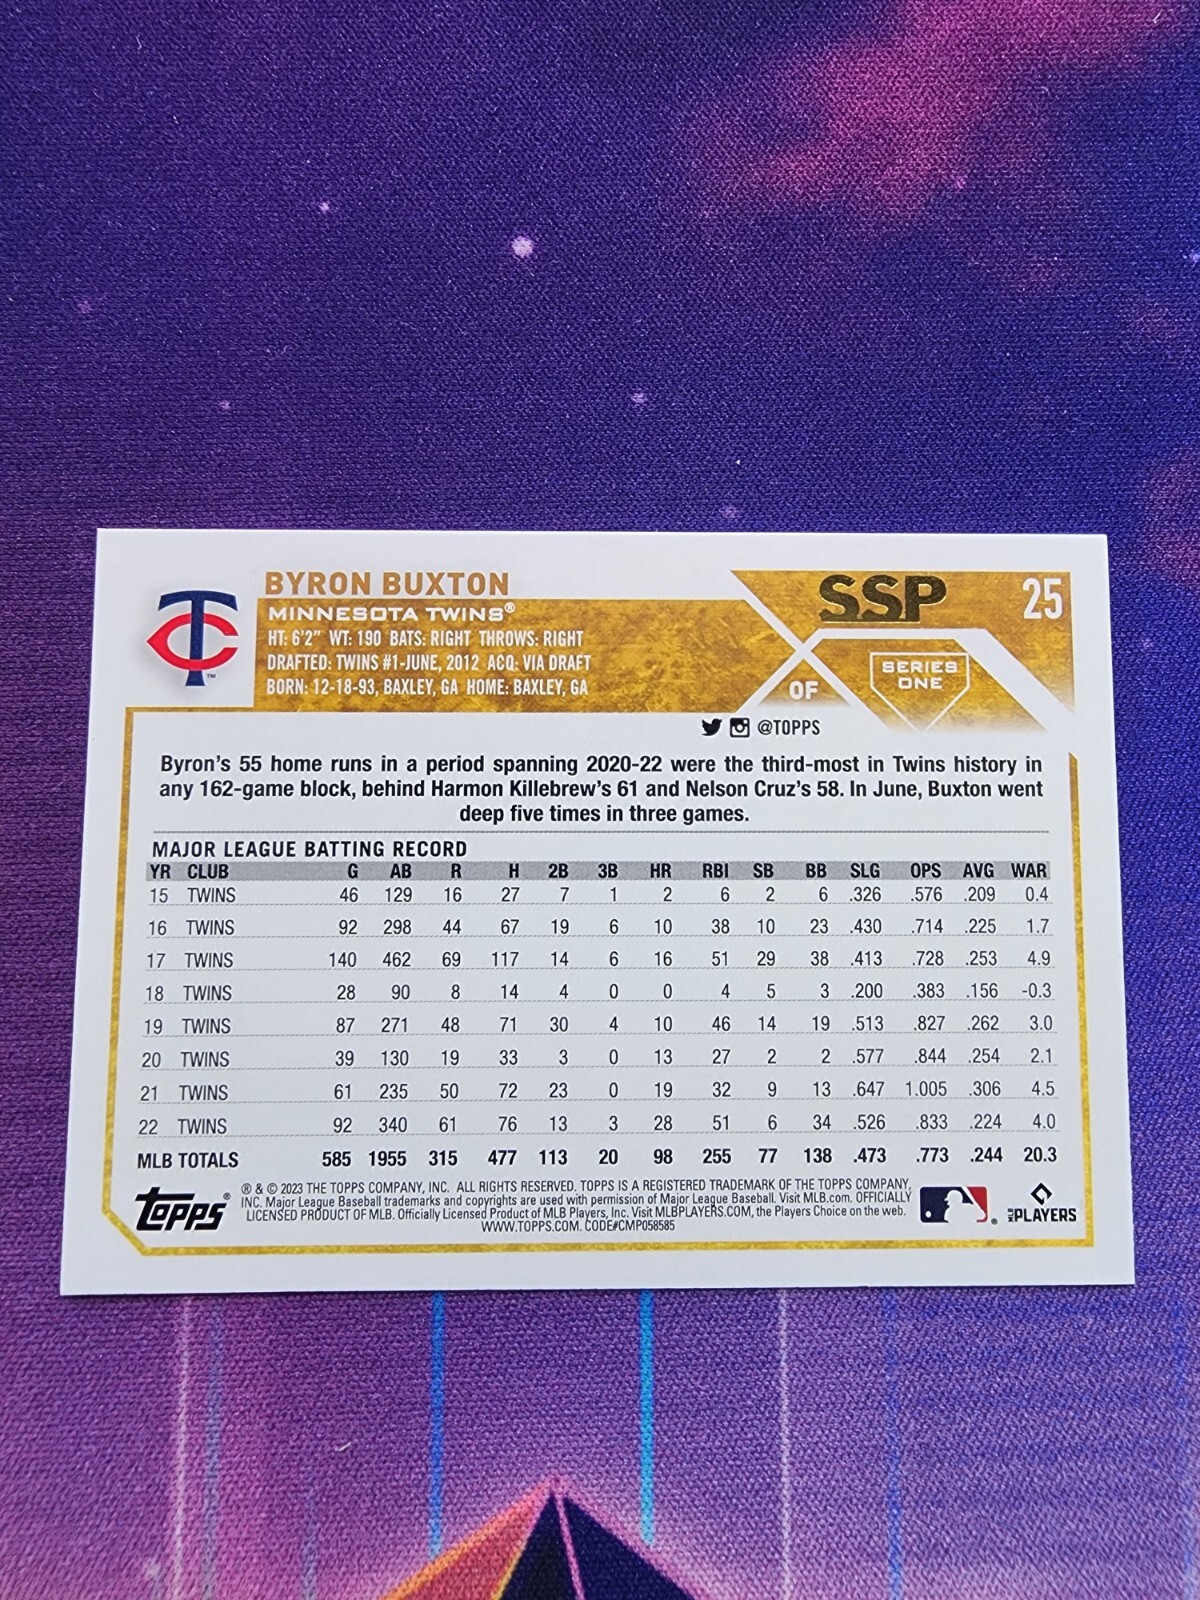 BYRON BUXTON
MINNESOTA TWINS®
HT: 6'2" WT: 190 BATS: RIGHT THROWS: RIGHT
DRAFTED: TWINS #1-JUNE, 2012 ACQ: VIA DRAFT
BORN: 12-18-93, BAXLEY, GA HOME: BAXLEY, GA
TC™
SSP
25
OF
SERIES
ONE
@TOPPS
Byron's 55 home runs in a period spanning 2020-22 were the third-most in Twins history in
any 162-game block, behind Harmon Killebrew's 61 and Nelson Cruz's 58. In June, Buxton went
deep five times in three games.
MAJOR LEAGUE BATTING RECORD
YR CLUB G AB R H 2B 3B HR RBI SB BB SLG OPS AVG WAR
15 TWINS 46 129 16 27 7 1 2 6 2 6 .326 .576 .209 0.4
16 TWINS 92 298 44 67 19 6 10 38 10 23 .430 .714 .225 1.7
17 TWINS 140 462 69 117 14 6 16 51 29 38 .413 .728 .253 4.9
18 TWINS 28 90 8 14 4 0 0 4 5 3 .200 .383 .156 -0.3
19 TWINS 87 271 48 71 30 4 10 46 14 19 .513 .827 .262 3.0
20 TWINS 39 130 19 33 3 0 13 27 2 2 .577 .844 .254 2.1
21 TWINS 61 235 50 72 23 0 19 32 9 13 .647 1.005 .306 4.5
22 TWINS 92 340 61 76 13 3 28 51 6 34 .526 .833 .224 4.0
MLB TOTALS 585 1955 315 477 113 20 98 255 77 138 .473 .773 .244 20.3
Topps®
® & © 2023 THE TOPPS COMPANY, INC. ALL RIGHTS RESERVED. TOPPS IS A REGISTERED TRADEMARK OF THE TOPPS COMPANY,
INC. Major League Baseball trademarks and copyrights are used with permission of Major League Baseball. Visit MLB.com. OFFICIALLY
LICENSED PRODUCT OF MLB. Officially Licensed Product of MLB Players, Inc. Visit MLBPLAYERS.COM, the Players Choice on the web.
WWW.TOPPS.COM. CODE#CMP058585
®
MLB PLAYERS